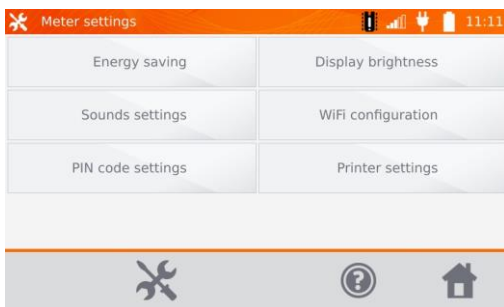 Meter settings 11:11
Energy saving Display brightness
Sounds settings WiFi configuration
PIN code settings Printer settings
?